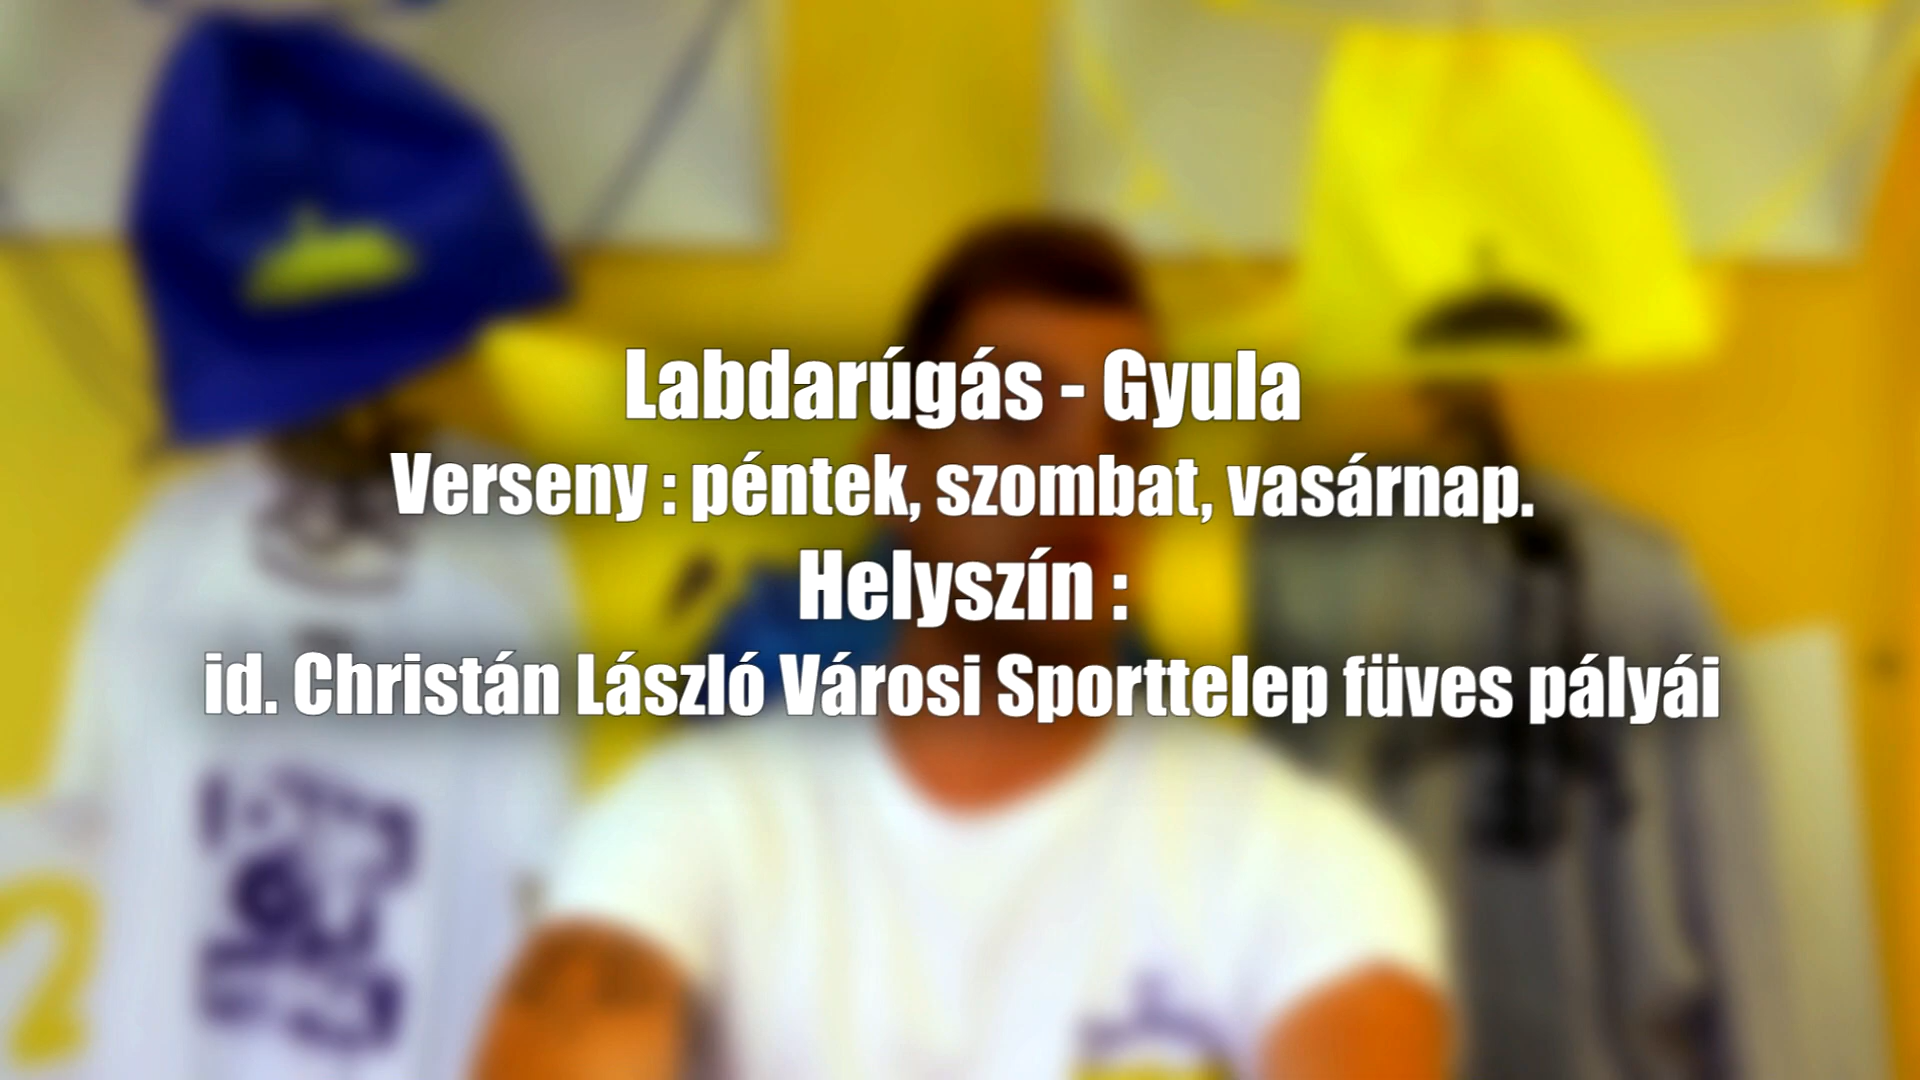 Labdarúgás - Gyula
Verseny : péntek, szombat, vasárnap.
Helyszín :
id. Christán László Városi Sporttelep füves pályái